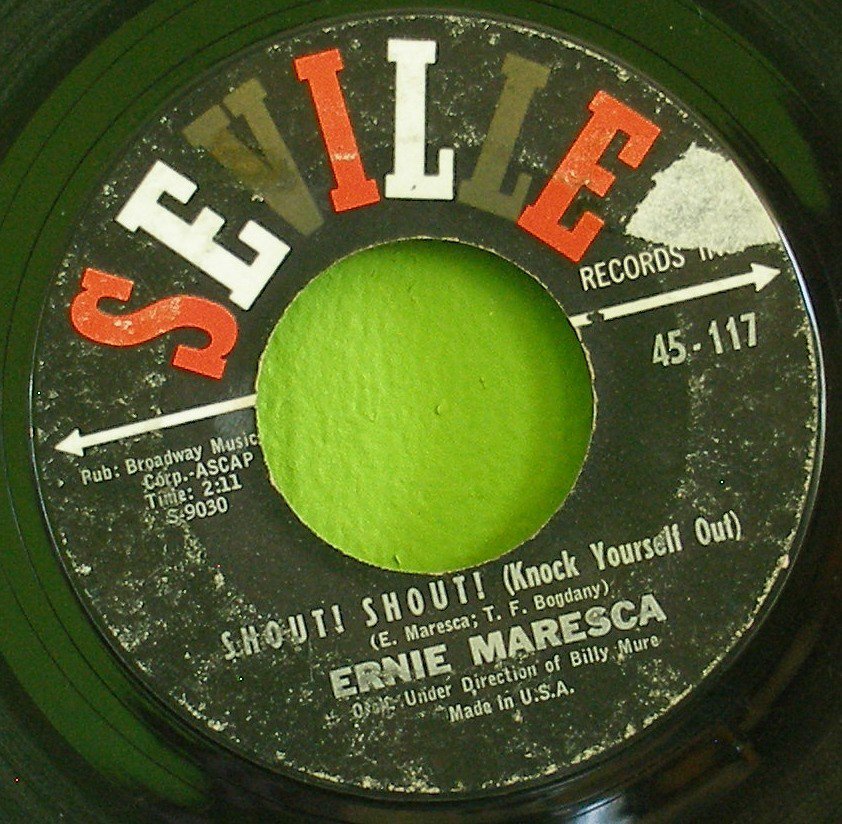 SEVILLE
RECORDS
45-117
Pub: Broadway Music
Corp.-ASCAP
Time: 2:11
S-9030
SHOUT! SHOUT! (Knock Yourself Out)
(E. Maresca; T. F. Bogdany)
ERNIE MARESCA
Under Direction of Billy Mure
Made in U.S.A.